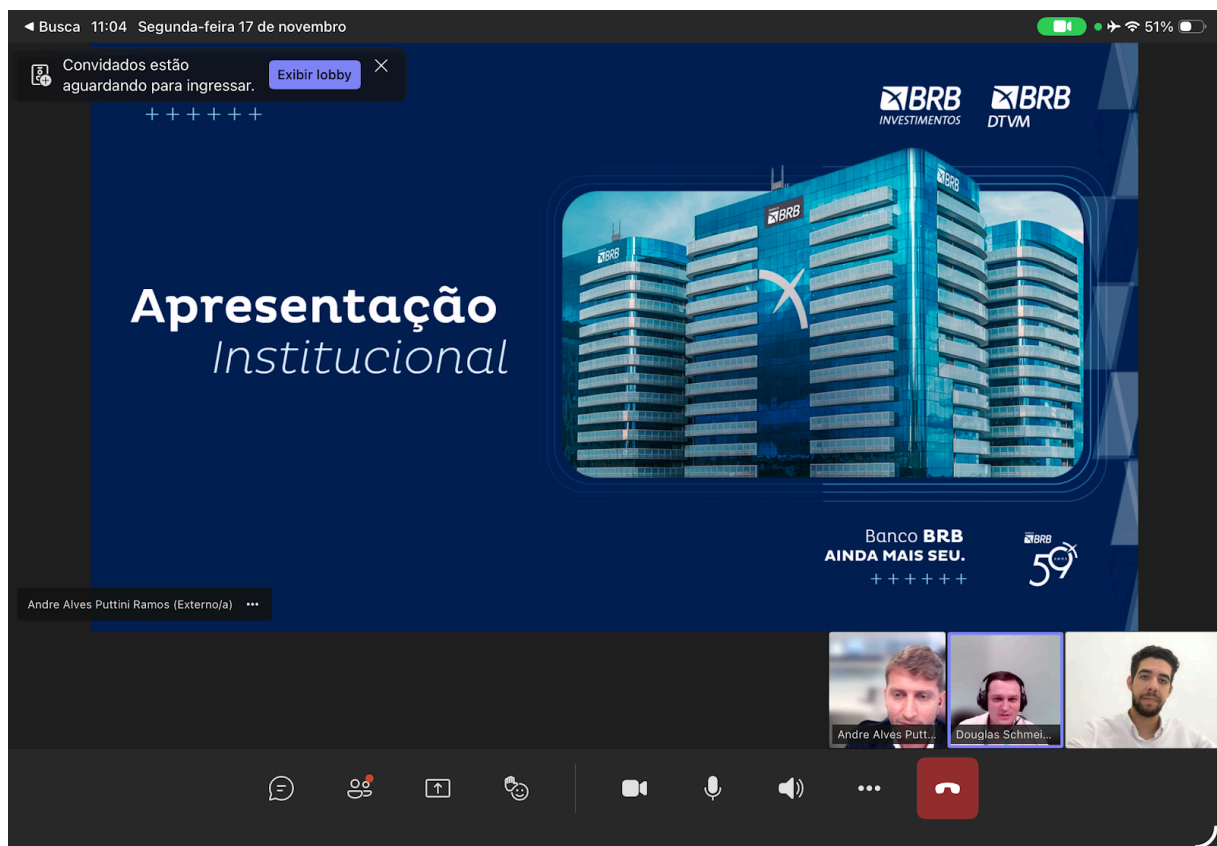 ◄ Busca 11:04 Segunda-feira 17 de novembro
51%
Convidados estão
aguardando para ingressar.
Exibir lobby
BRB
INVESTIMENTOS
BRB
DTVM
BRB
BRB
BRB
Apresentação
Institucional
Banco BRB
AINDA MAIS SEU.
BRB
59
ANOS
Andre Alves Puttini Ramos (Externo/a) •••
Andre Alves Putt...
Douglas Schmei...